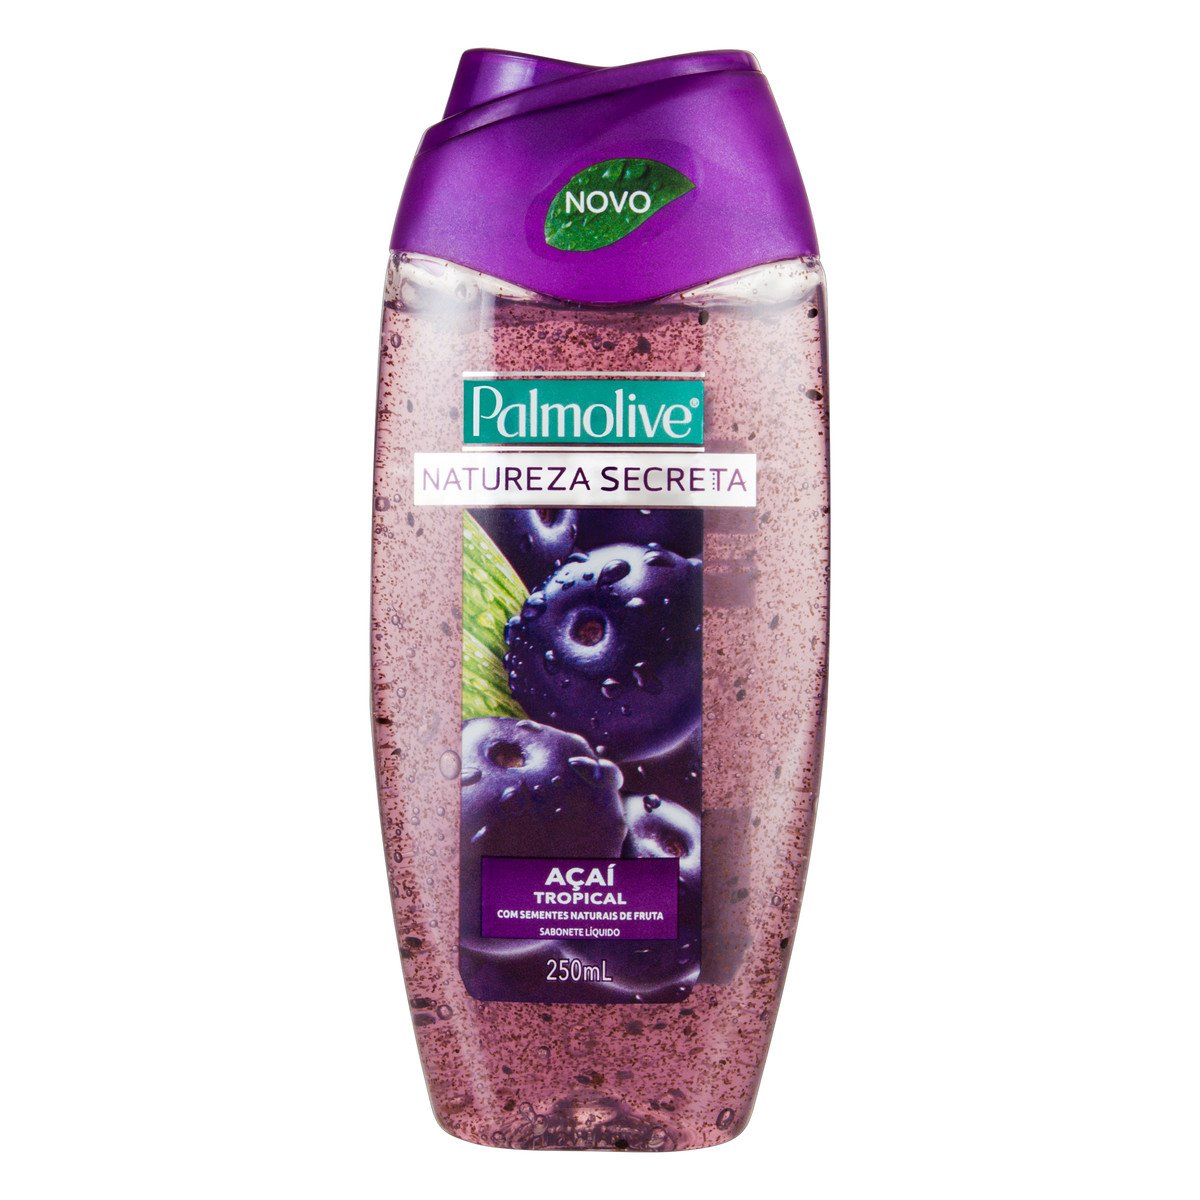 NOVO
Palmolive®
NATUREZA SECRETA
AÇAÍ
TROPICAL
COM SEMENTES NATURAIS DE FRUTA
SABONETE LÍQUIDO
250mL